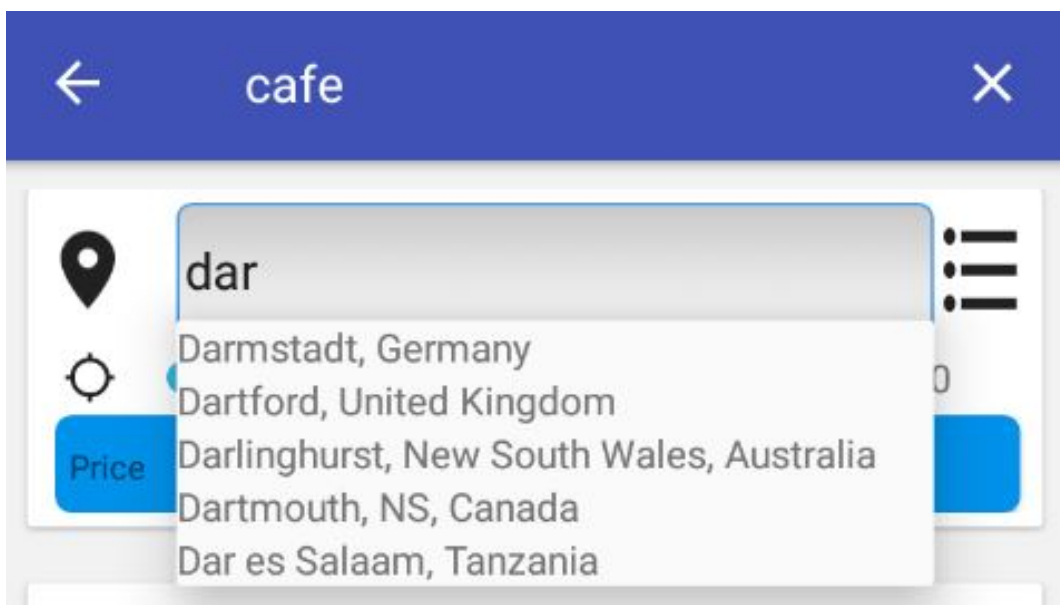 cafe
dar
Darmstadt, Germany
Dartford, United Kingdom
0
Darlinghurst, New South Wales, Australia
Price
Dartmouth, NS, Canada
Dar es Salaam, Tanzania